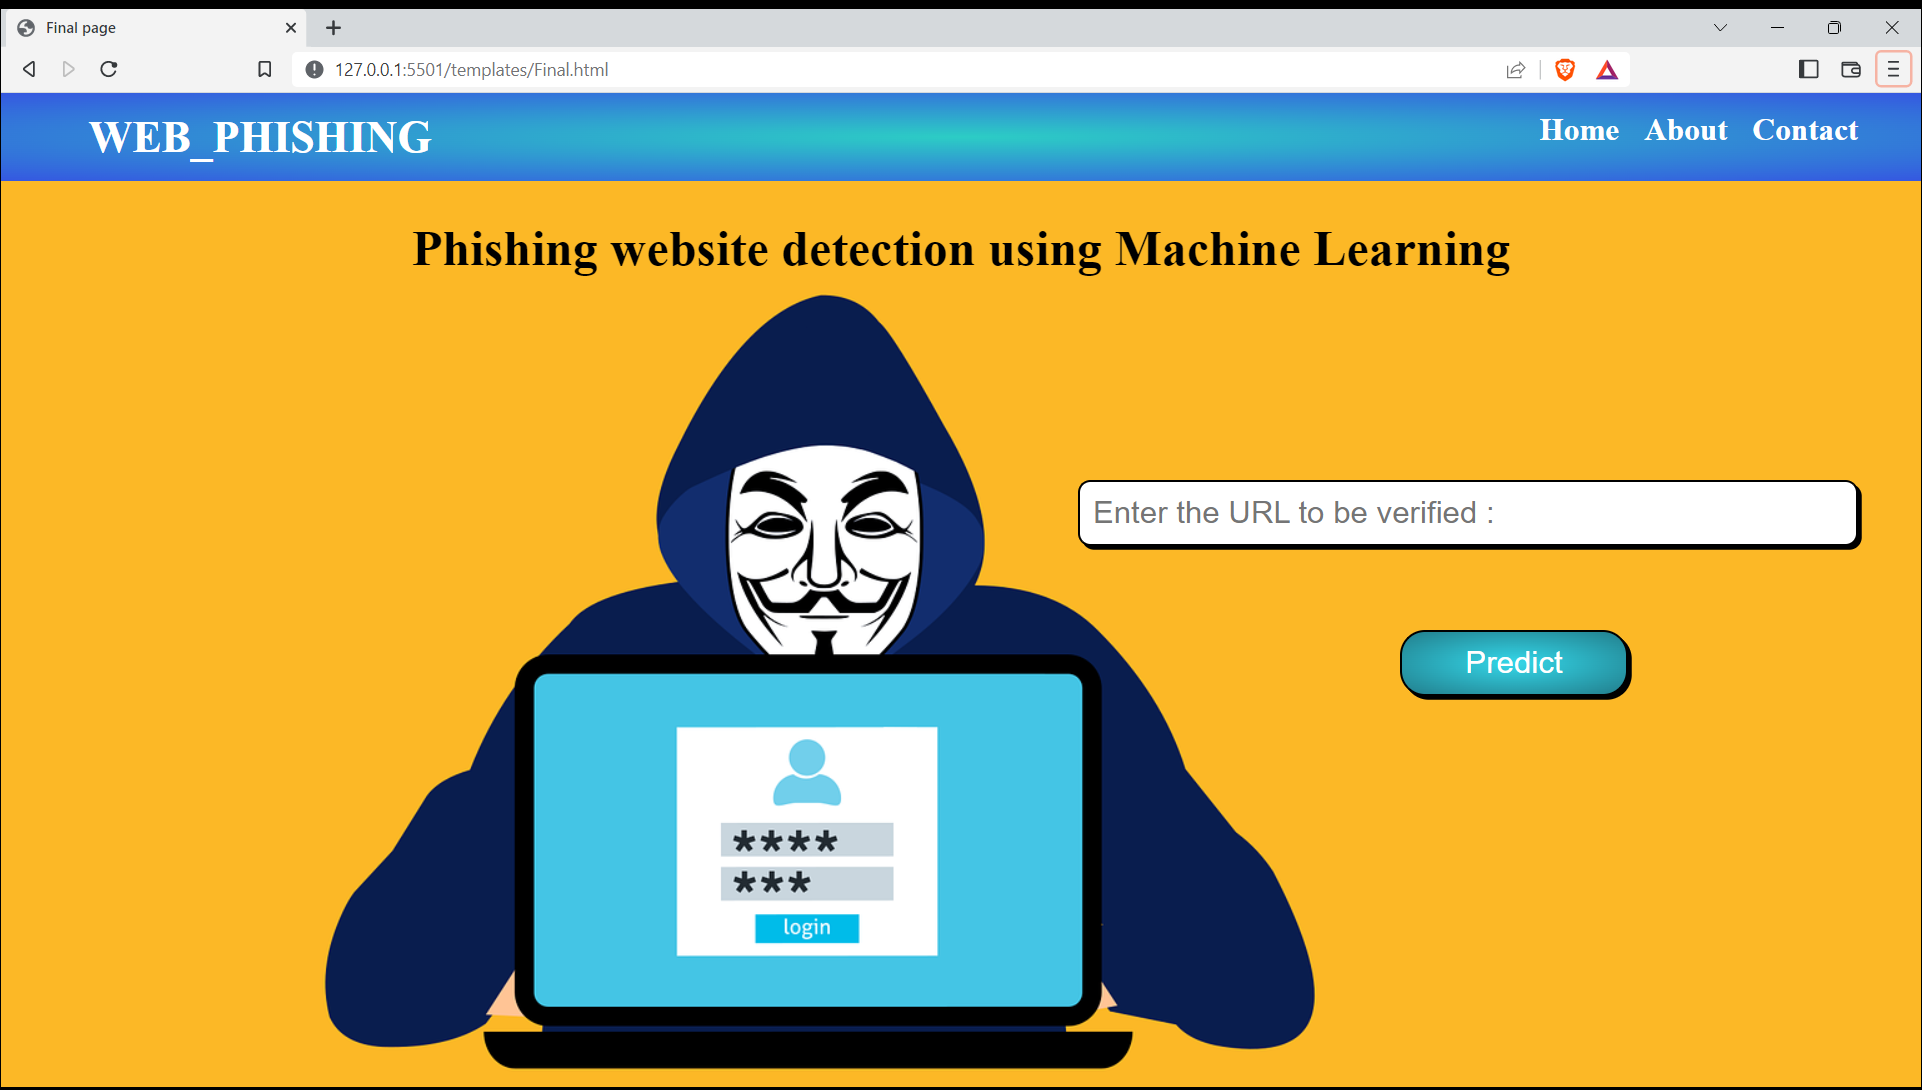 Final page
127.0.0.1:5501/templates/Final.html
WEB_PHISHING
Home About Contact
Phishing website detection using Machine Learning
Enter the URL to be verified :
Predict
****
***
login